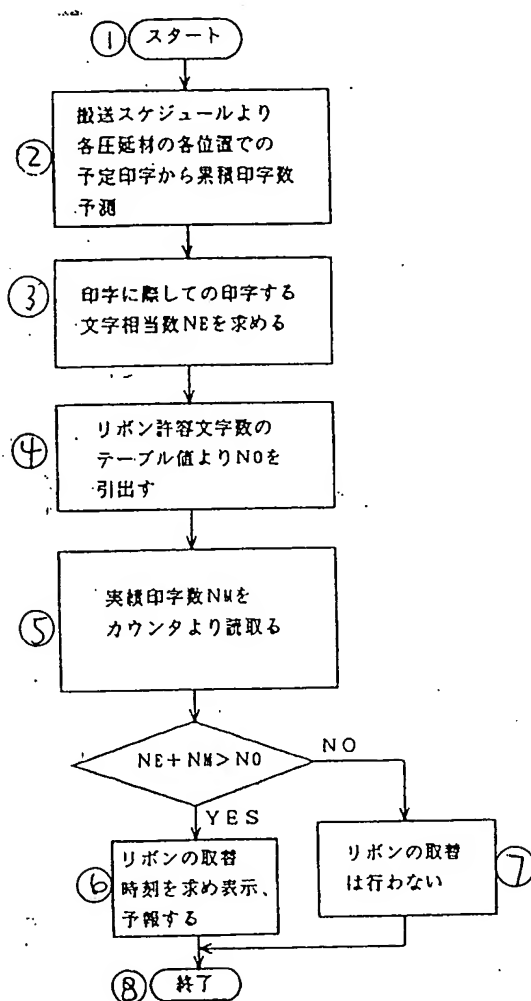 ① スタート
② 搬送スケジュールより
各圧延材の各位置での
予定印字から累積印字数
予測
③ 印字に際しての印字する
文字相当数NEを求める
④ リボン許容文字数の
テーブル値よりN0を
引出す
⑤ 実績印字数NMを
カウンタより読取る
NE+NM>N0
NO
YES
⑥ リボンの取替
時刻を求め表示、
予報する
リボンの取替
は行わない ⑦
⑧ 終了